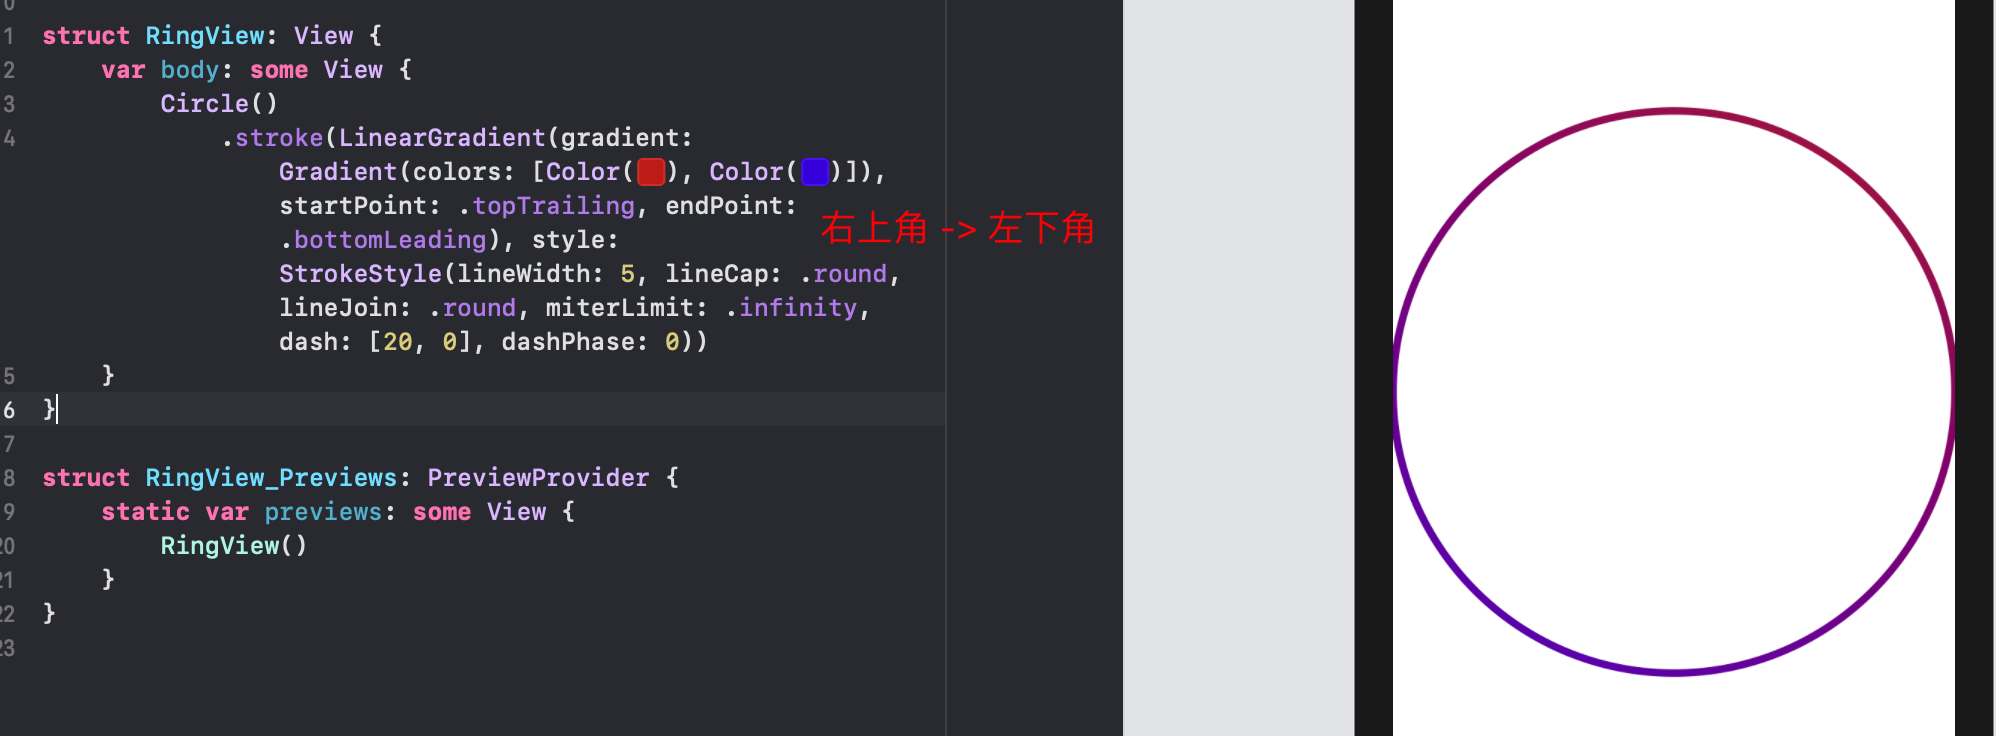 0
1 struct RingView: View {
2 var body: some View {
3 Circle()
4 .stroke(LinearGradient(gradient:
Gradient(colors: [Color( ), Color( )]),
startPoint: .topTrailing, endPoint:
右上角 -> 左下角
.bottomLeading), style:
StrokeStyle(lineWidth: 5, lineCap: .round,
lineJoin: .round, miterLimit: .infinity,
dash: [20, 0], dashPhase: 0))
5 }
6 }
7
8 struct RingView_Previews: PreviewProvider {
9 static var previews: some View {
20 RingView()
21 }
22 }
23